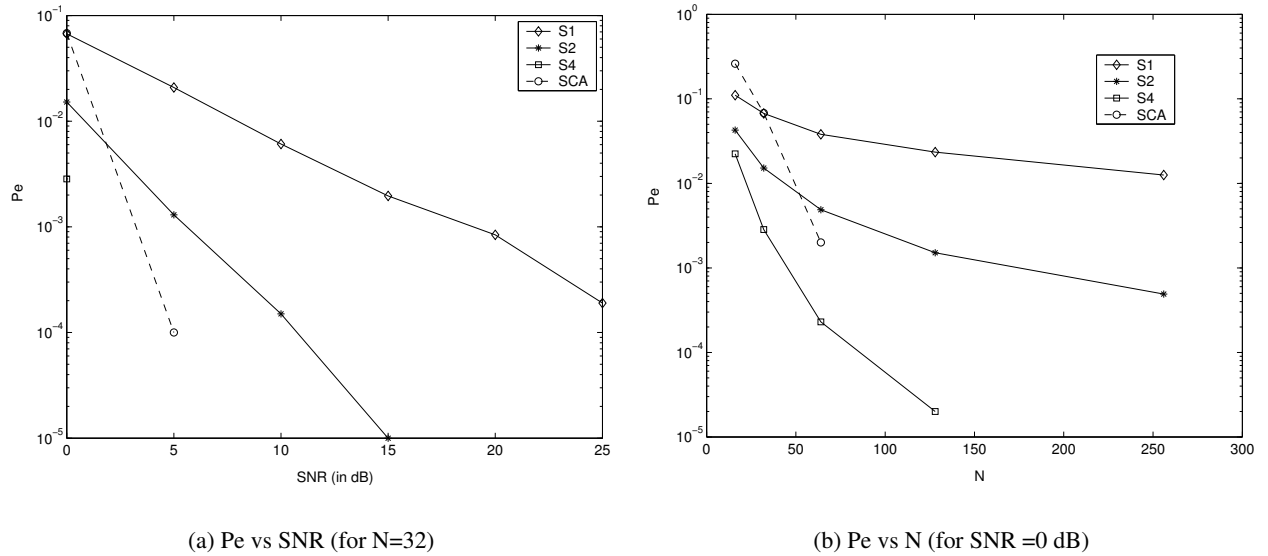 10^-1
10^-2
10^-3
10^-4
10^-5
Pe
0 5 10 15 20 25
SNR (in dB)
S1
S2
S4
SCA
(a) Pe vs SNR (for N=32)
10^0
10^-1
10^-2
10^-3
10^-4
10^-5
Pe
0 50 100 150 200 250 300
N
S1
S2
S4
SCA
(b) Pe vs N (for SNR =0 dB)